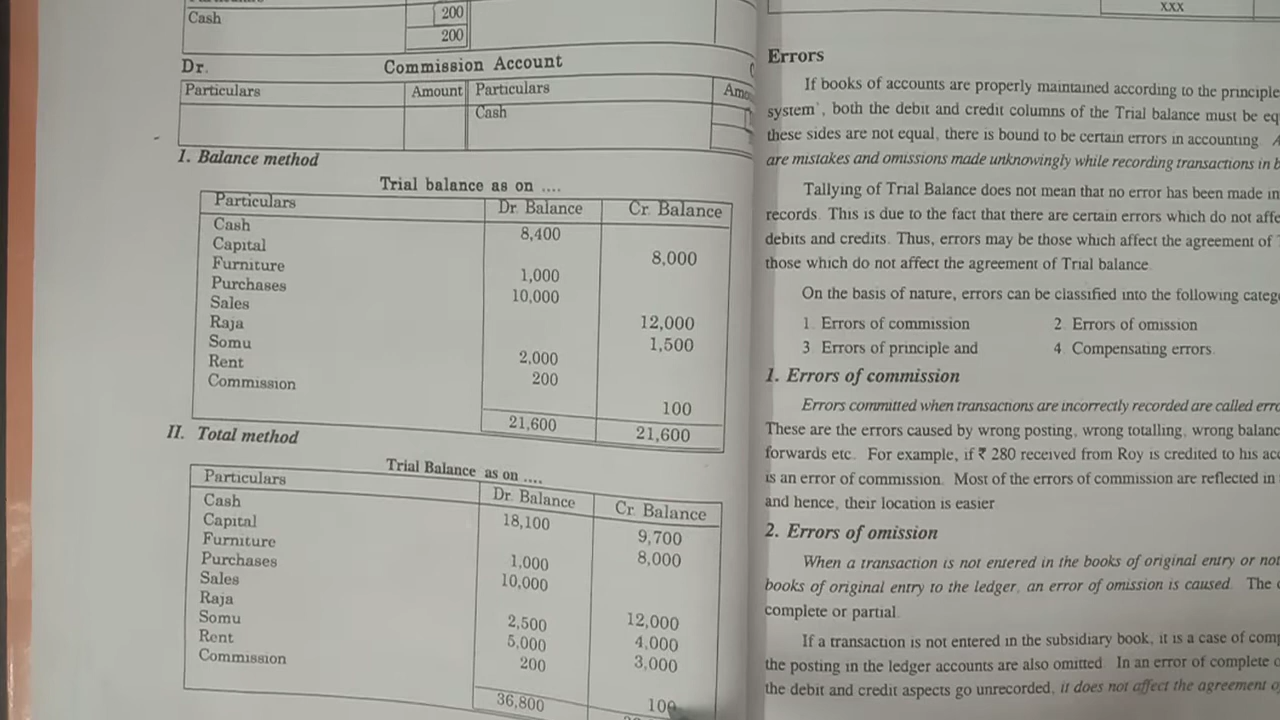 Cash 200
200
Dr. Commission Account
Particulars Amount Particulars
Cash
I. Balance method
Trial balance as on ....
Particulars Dr. Balance Cr. Balance
Cash 8,400
Capital 8,000
Furniture 1,000
Purchases 10,000
Sales 12,000
Raja 1,500
Somu 2,000
Rent 200
Commission 100
21,600 21,600
II. Total method
Trial Balance as on ....
Particulars Dr. Balance Cr. Balance
Cash 18,100 9,700
Capital 8,000
Furniture 1,000
Purchases 10,000
Sales 12,000
Raja 2,500 4,000
Somu 5,000 3,000
Rent 200
Commission 100
36,800
xxx
Errors
If books of accounts are properly maintained according to the principle
system', both the debit and credit columns of the Trial balance must be
these sides are not equal, there is bound to be certain errors in accounting.
are mistakes and omissions made unknowingly while recording transactions in
Tallying of Trial Balance does not mean that no error has been made in
records. This is due to the fact that there are certain errors which do not
debits and credits. Thus, errors may be those which affect the agreement of
those which do not affect the agreement of Trial balance.
On the basis of nature, errors can be classified into the following
1. Errors of commission 2. Errors of omission
3. Errors of principle and 4. Compensating errors.
1. Errors of commission
Errors committed when transactions are incorrectly recorded are called
These are the errors caused by wrong posting, wrong totalling, wrong
forwards etc. For example, if ₹ 280 received from Roy is credited to his
is an error of commission. Most of the errors of commission are reflected in
and hence, their location is easier
2. Errors of omission
When a transaction is not entered in the books of original entry or
books of original entry to the ledger, an error of omission is caused. The
complete or partial.
If a transaction is not entered in the subsidiary book, it is a case of
the posting in the ledger accounts are also omitted. In an error of complete
the debit and credit aspects go unrecorded, it does not affect the agreement